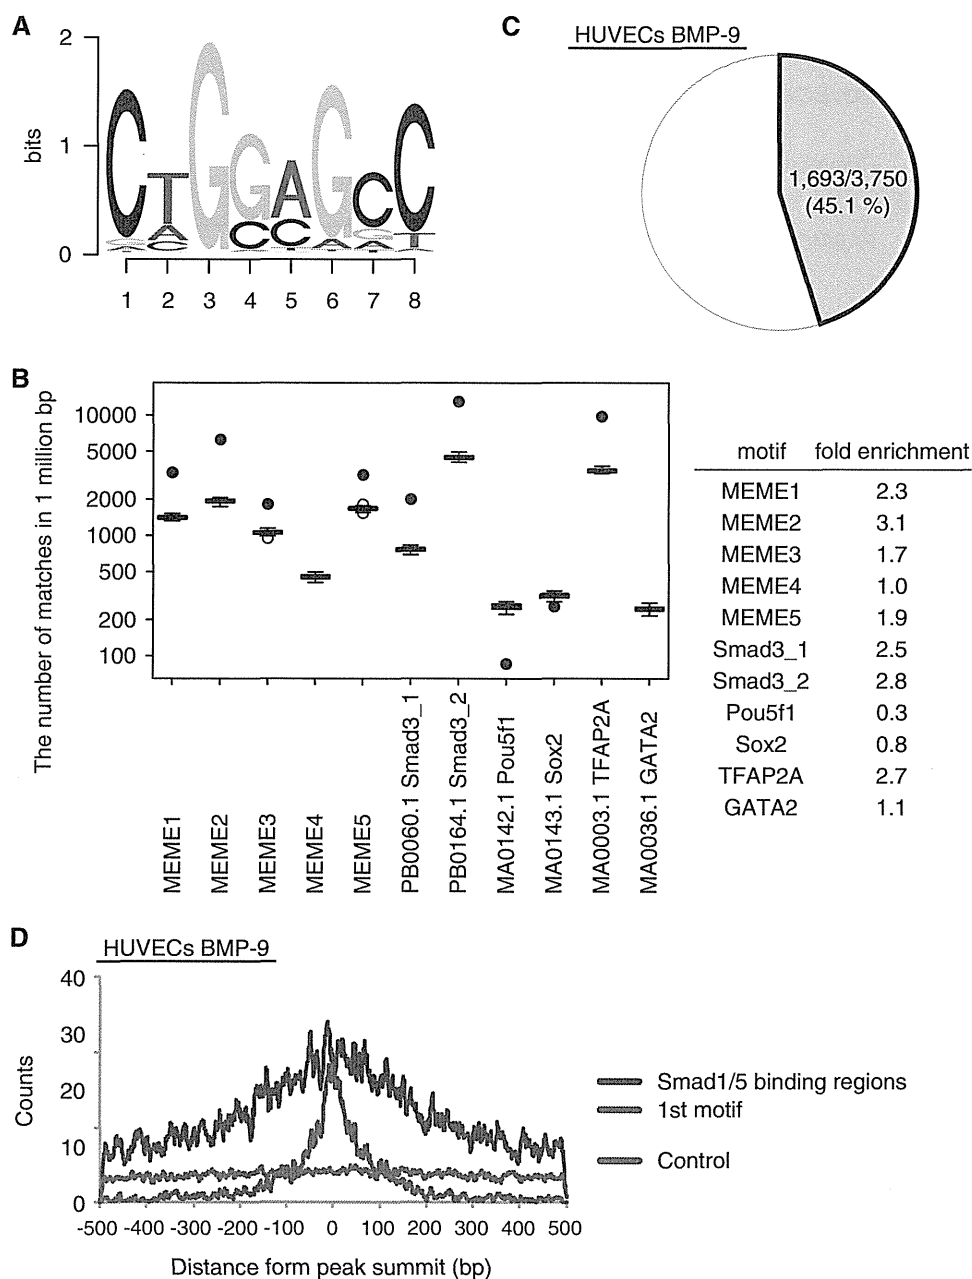 A
2
1
0
bits
C T G G A G C C
1 2 3 4 5 6 7 8
C
HUVECs BMP-9
1,693/3,750
(45.1 %)
B
The number of matches in 1 million bp
10000
5000
2000
1000
500
200
100
MEME1
MEME2
MEME3
MEME4
MEME5
PB0060.1 Smad3_1
PB0164.1 Smad3_2
MA0142.1 Pou5f1
MA0143.1 Sox2
MA0003.1 TFAP2A
MA0036.1 GATA2
motif fold enrichment
MEME1 2.3
MEME2 3.1
MEME3 1.7
MEME4 1.0
MEME5 1.9
Smad3_1 2.5
Smad3_2 2.8
Pou5f1 0.3
Sox2 0.8
TFAP2A 2.7
GATA2 1.1
D
HUVECs BMP-9
Counts
40
30
20
10
0
-500 -400 -300 -200 -100 0 100 200 300 400 500
Distance form peak summit (bp)
Smad1/5 binding regions
1st motif
Control